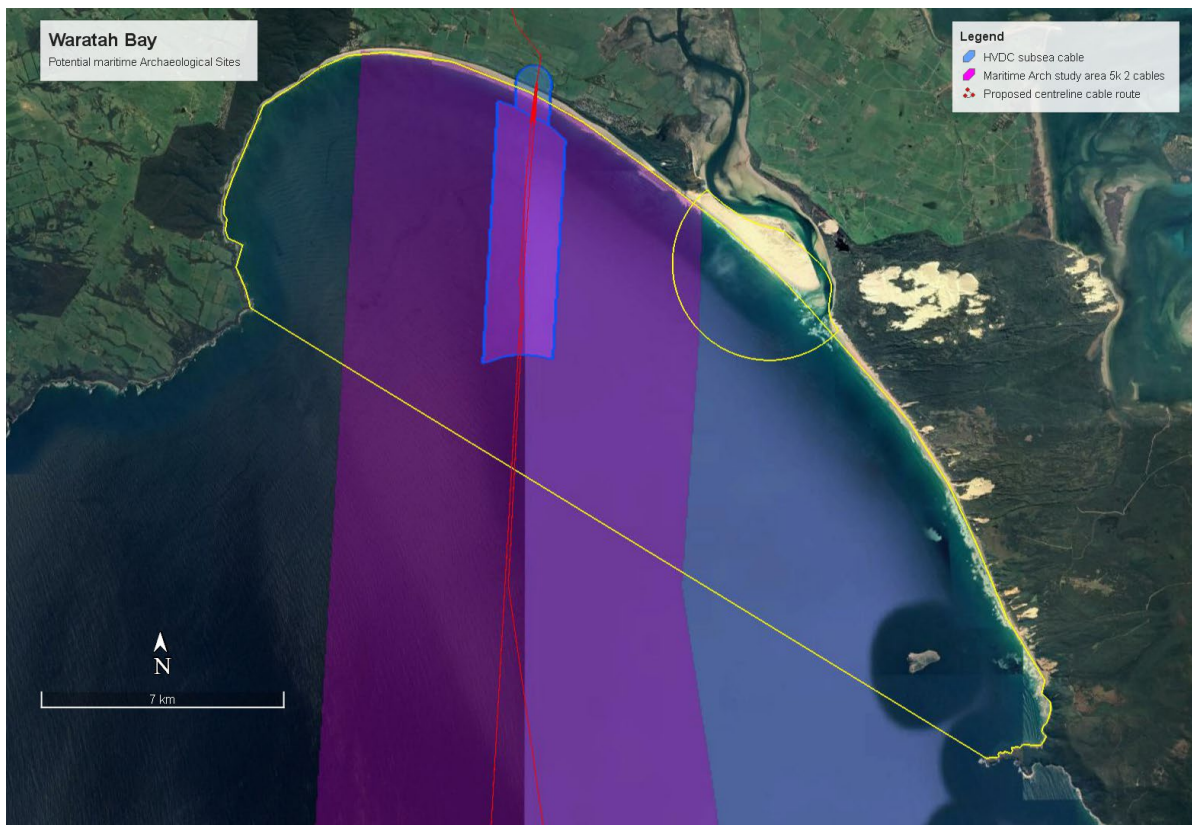 Waratah Bay
Potential maritime Archaeological Sites
Legend
HVDC subsea cable
Maritime Arch study area 5k 2 cables
Proposed centreline cable route
N
7 km